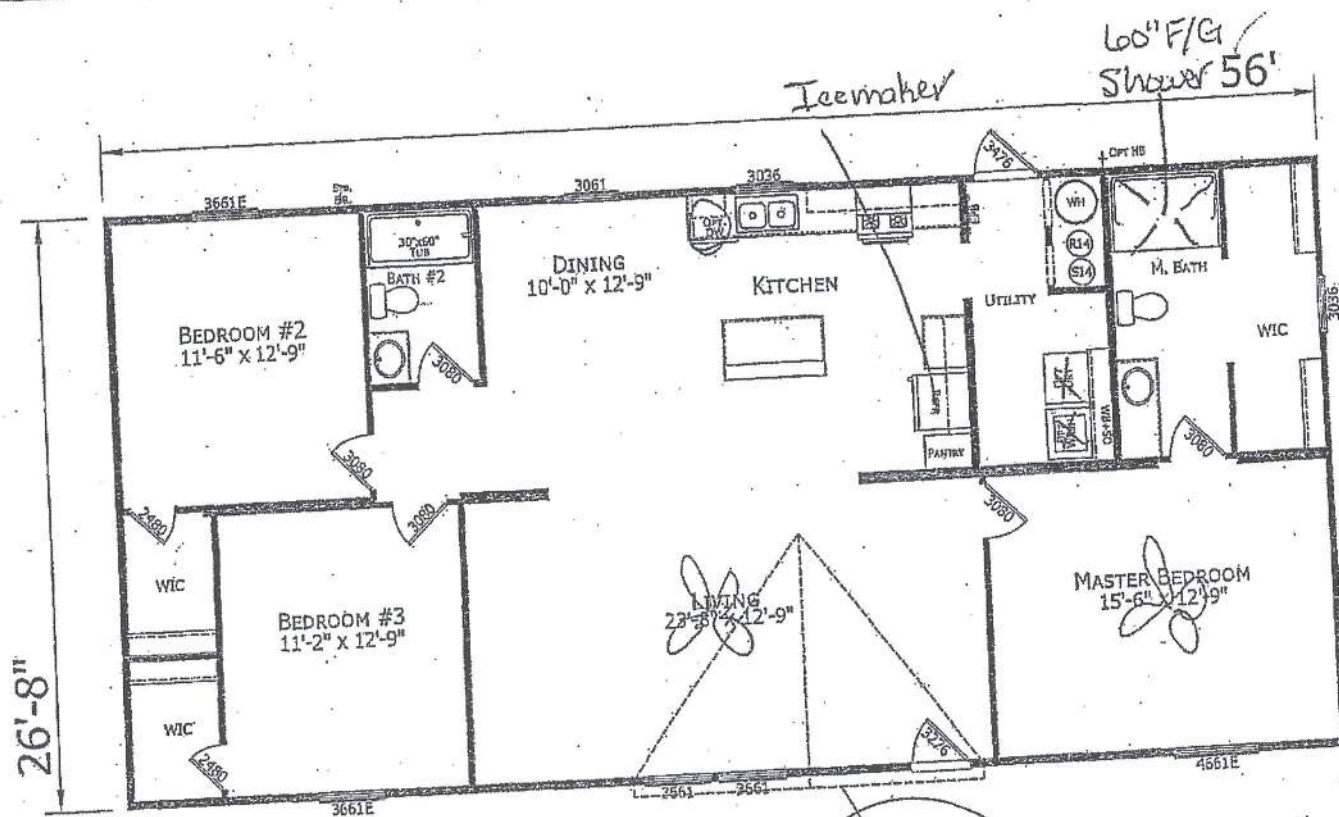 60" F/G
Shower 56'
Icemaker
3476
OPT HB
3661E
3061
3036
30"x60"
TUB
BATH #2
DINING
10'-0" X 12'-9"
KITCHEN
UTILITY
WH
R14
S14
M. BATH
3036
WIC
BEDROOM #2
11'-6" X 12'-9"
3080
REFR
PANTRY
3080
3080
2480
3080
3080
WIC
BEDROOM #3
11'-2" X 12'-9"
LIVING
23'-8" X 12'-9"
MASTER BEDROOM
15'-6" X 12'-9"
26'-8"
WIC
2480
3276
3661E
3661
3661
4661E